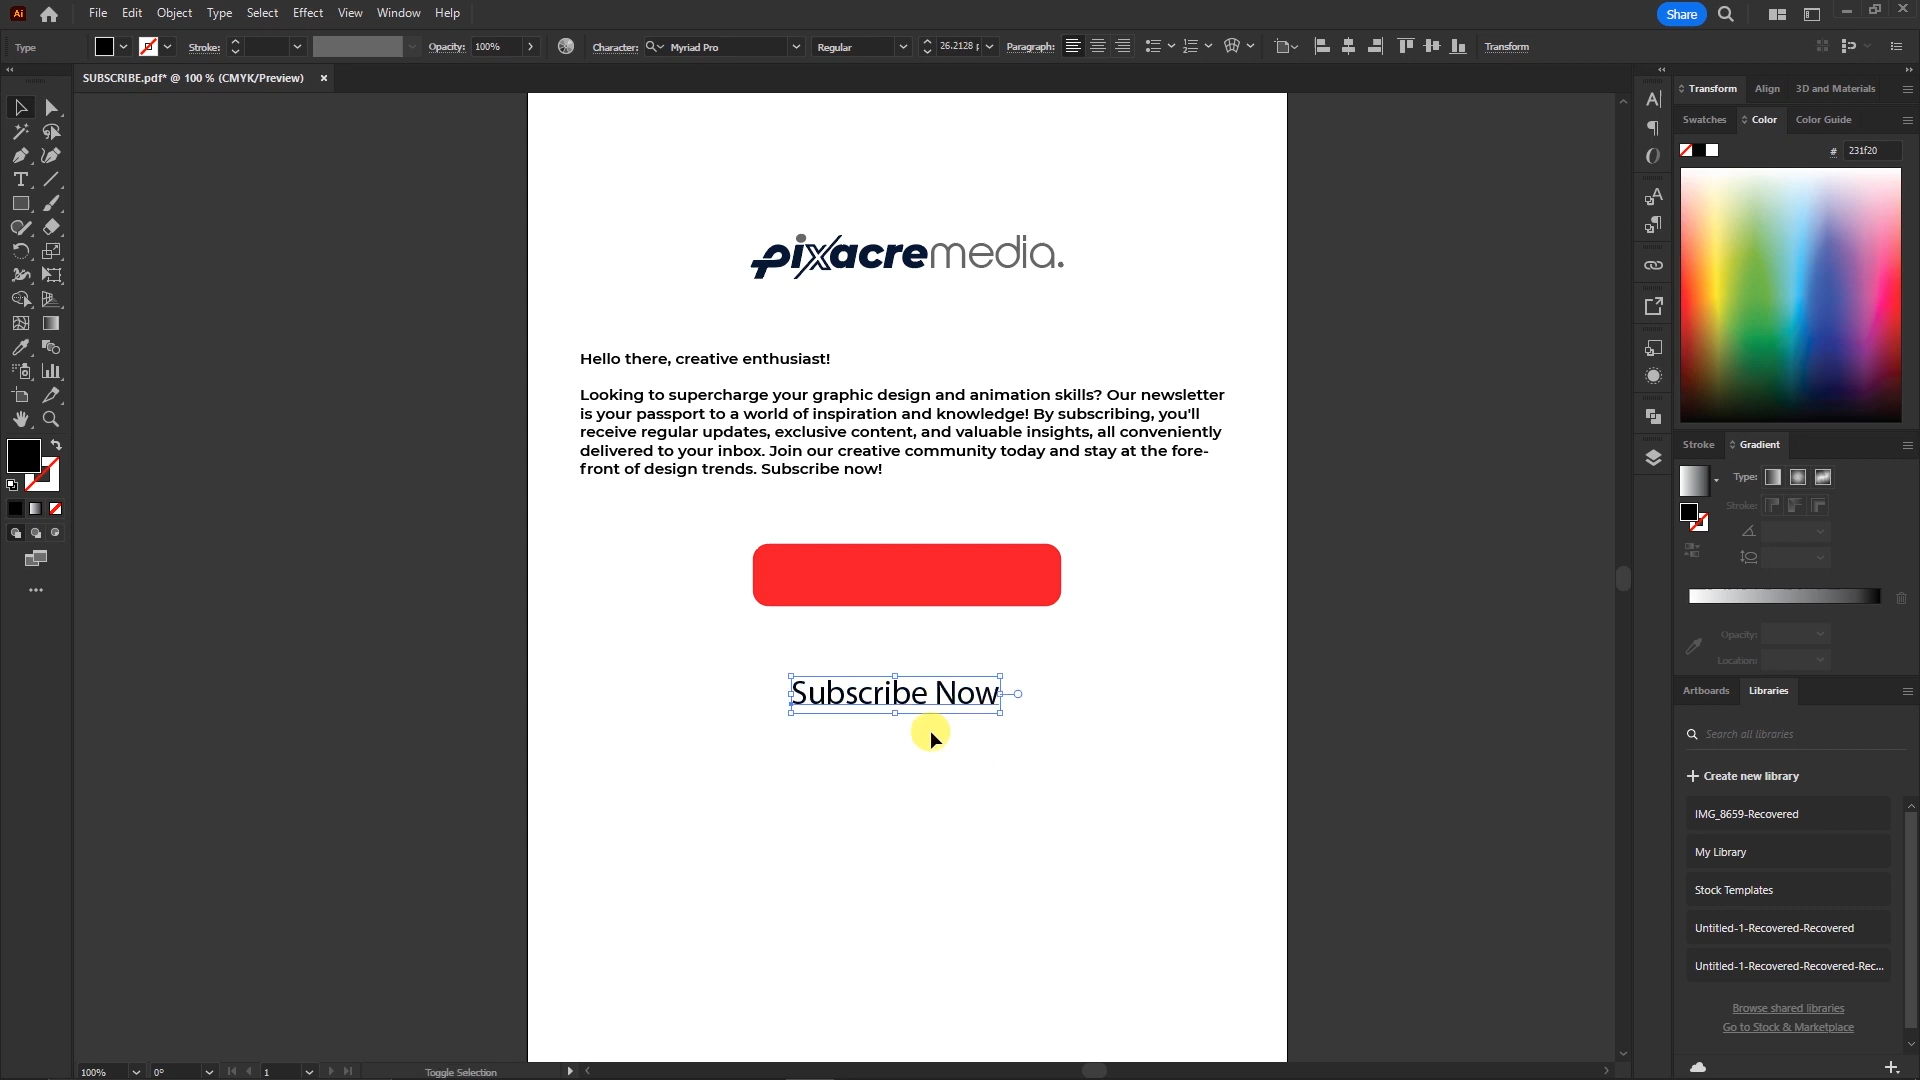 Ai File Edit Object Type Select Effect View Window Help Share
Type Stroke: Opacity: 100% Character: Myriad Pro Regular 26.2128 p Paragraph: Transform
SUBSCRIBE.pdf* @ 100 % (CMYK/Preview) ×
Transform Align 3D and Materials
Swatches Color Color Guide
# 231f20
pixacremedia.
Hello there, creative enthusiast!
Looking to supercharge your graphic design and animation skills? Our newsletter
is your passport to a world of inspiration and knowledge! By subscribing, you'll
receive regular updates, exclusive content, and valuable insights, all conveniently
delivered to your inbox. Join our creative community today and stay at the fore-
front of design trends. Subscribe now!
Subscribe Now
Stroke Gradient
Type:
Stroke:
Opacity:
Location:
Artboards Libraries
Search all libraries
Create new library
IMG_8659-Recovered
My Library
Stock Templates
Untitled-1-Recovered-Recovered
Untitled-1-Recovered-Recovered-Rec...
Browse shared libraries
Go to Stock & Marketplace
100% 0° 1 Toggle Selection